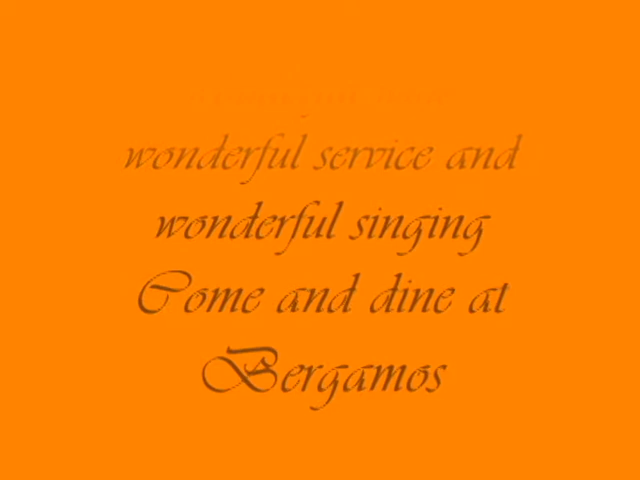 wonderful service and
wonderful singing
Come and dine at
Bergamos